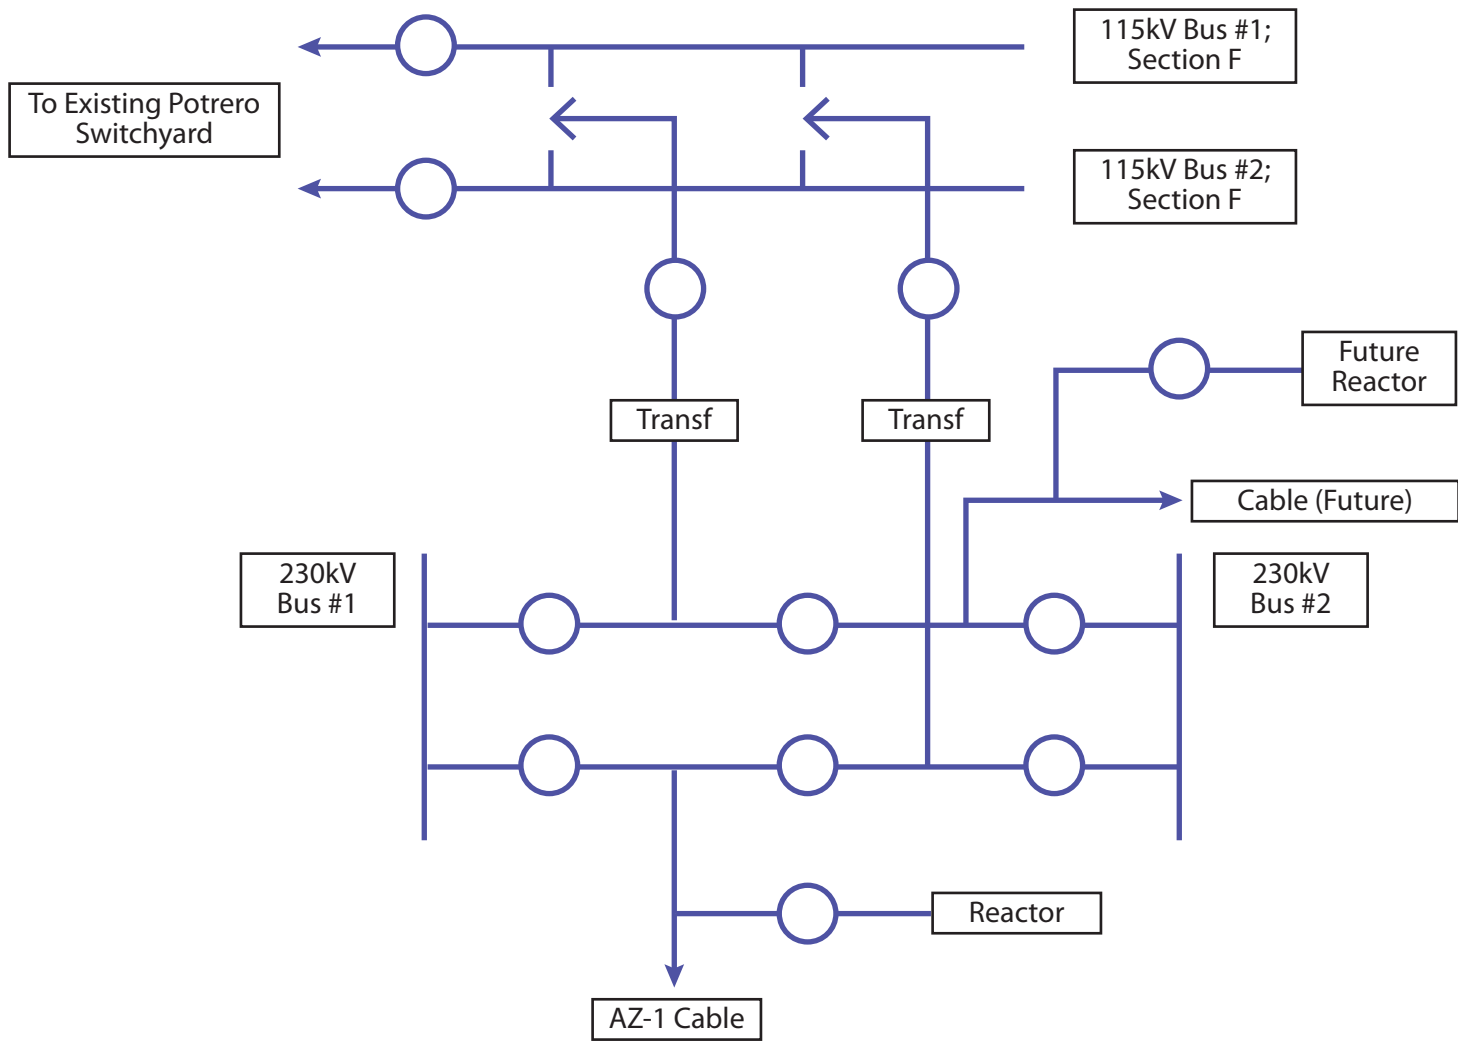 115kV Bus #1;
Section F
To Existing Potrero
Switchyard
115kV Bus #2;
Section F
Future
Reactor
Transf
Transf
Cable (Future)
230kV
Bus #1
230kV
Bus #2
Reactor
AZ-1 Cable